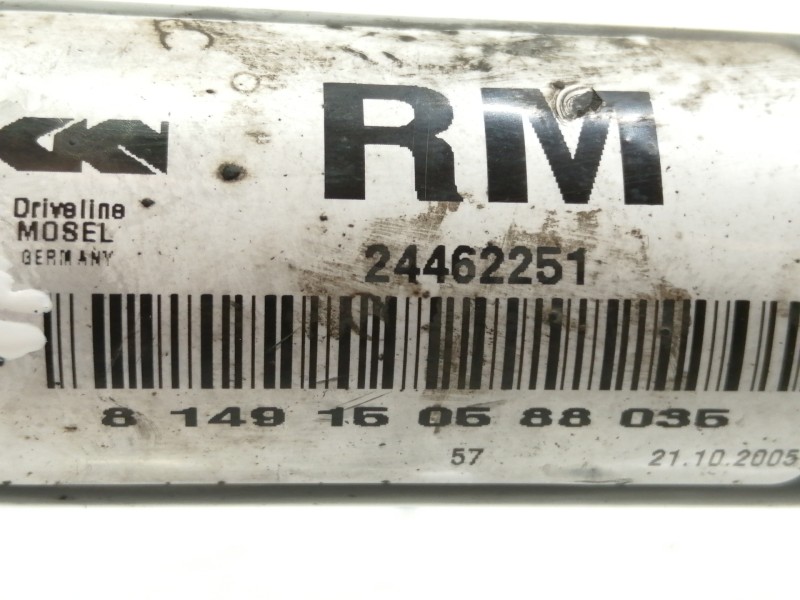 RM
Driveline
MOSEL
GERMANY
24462251
8 149 15 05 88 035
57 21.10.2005